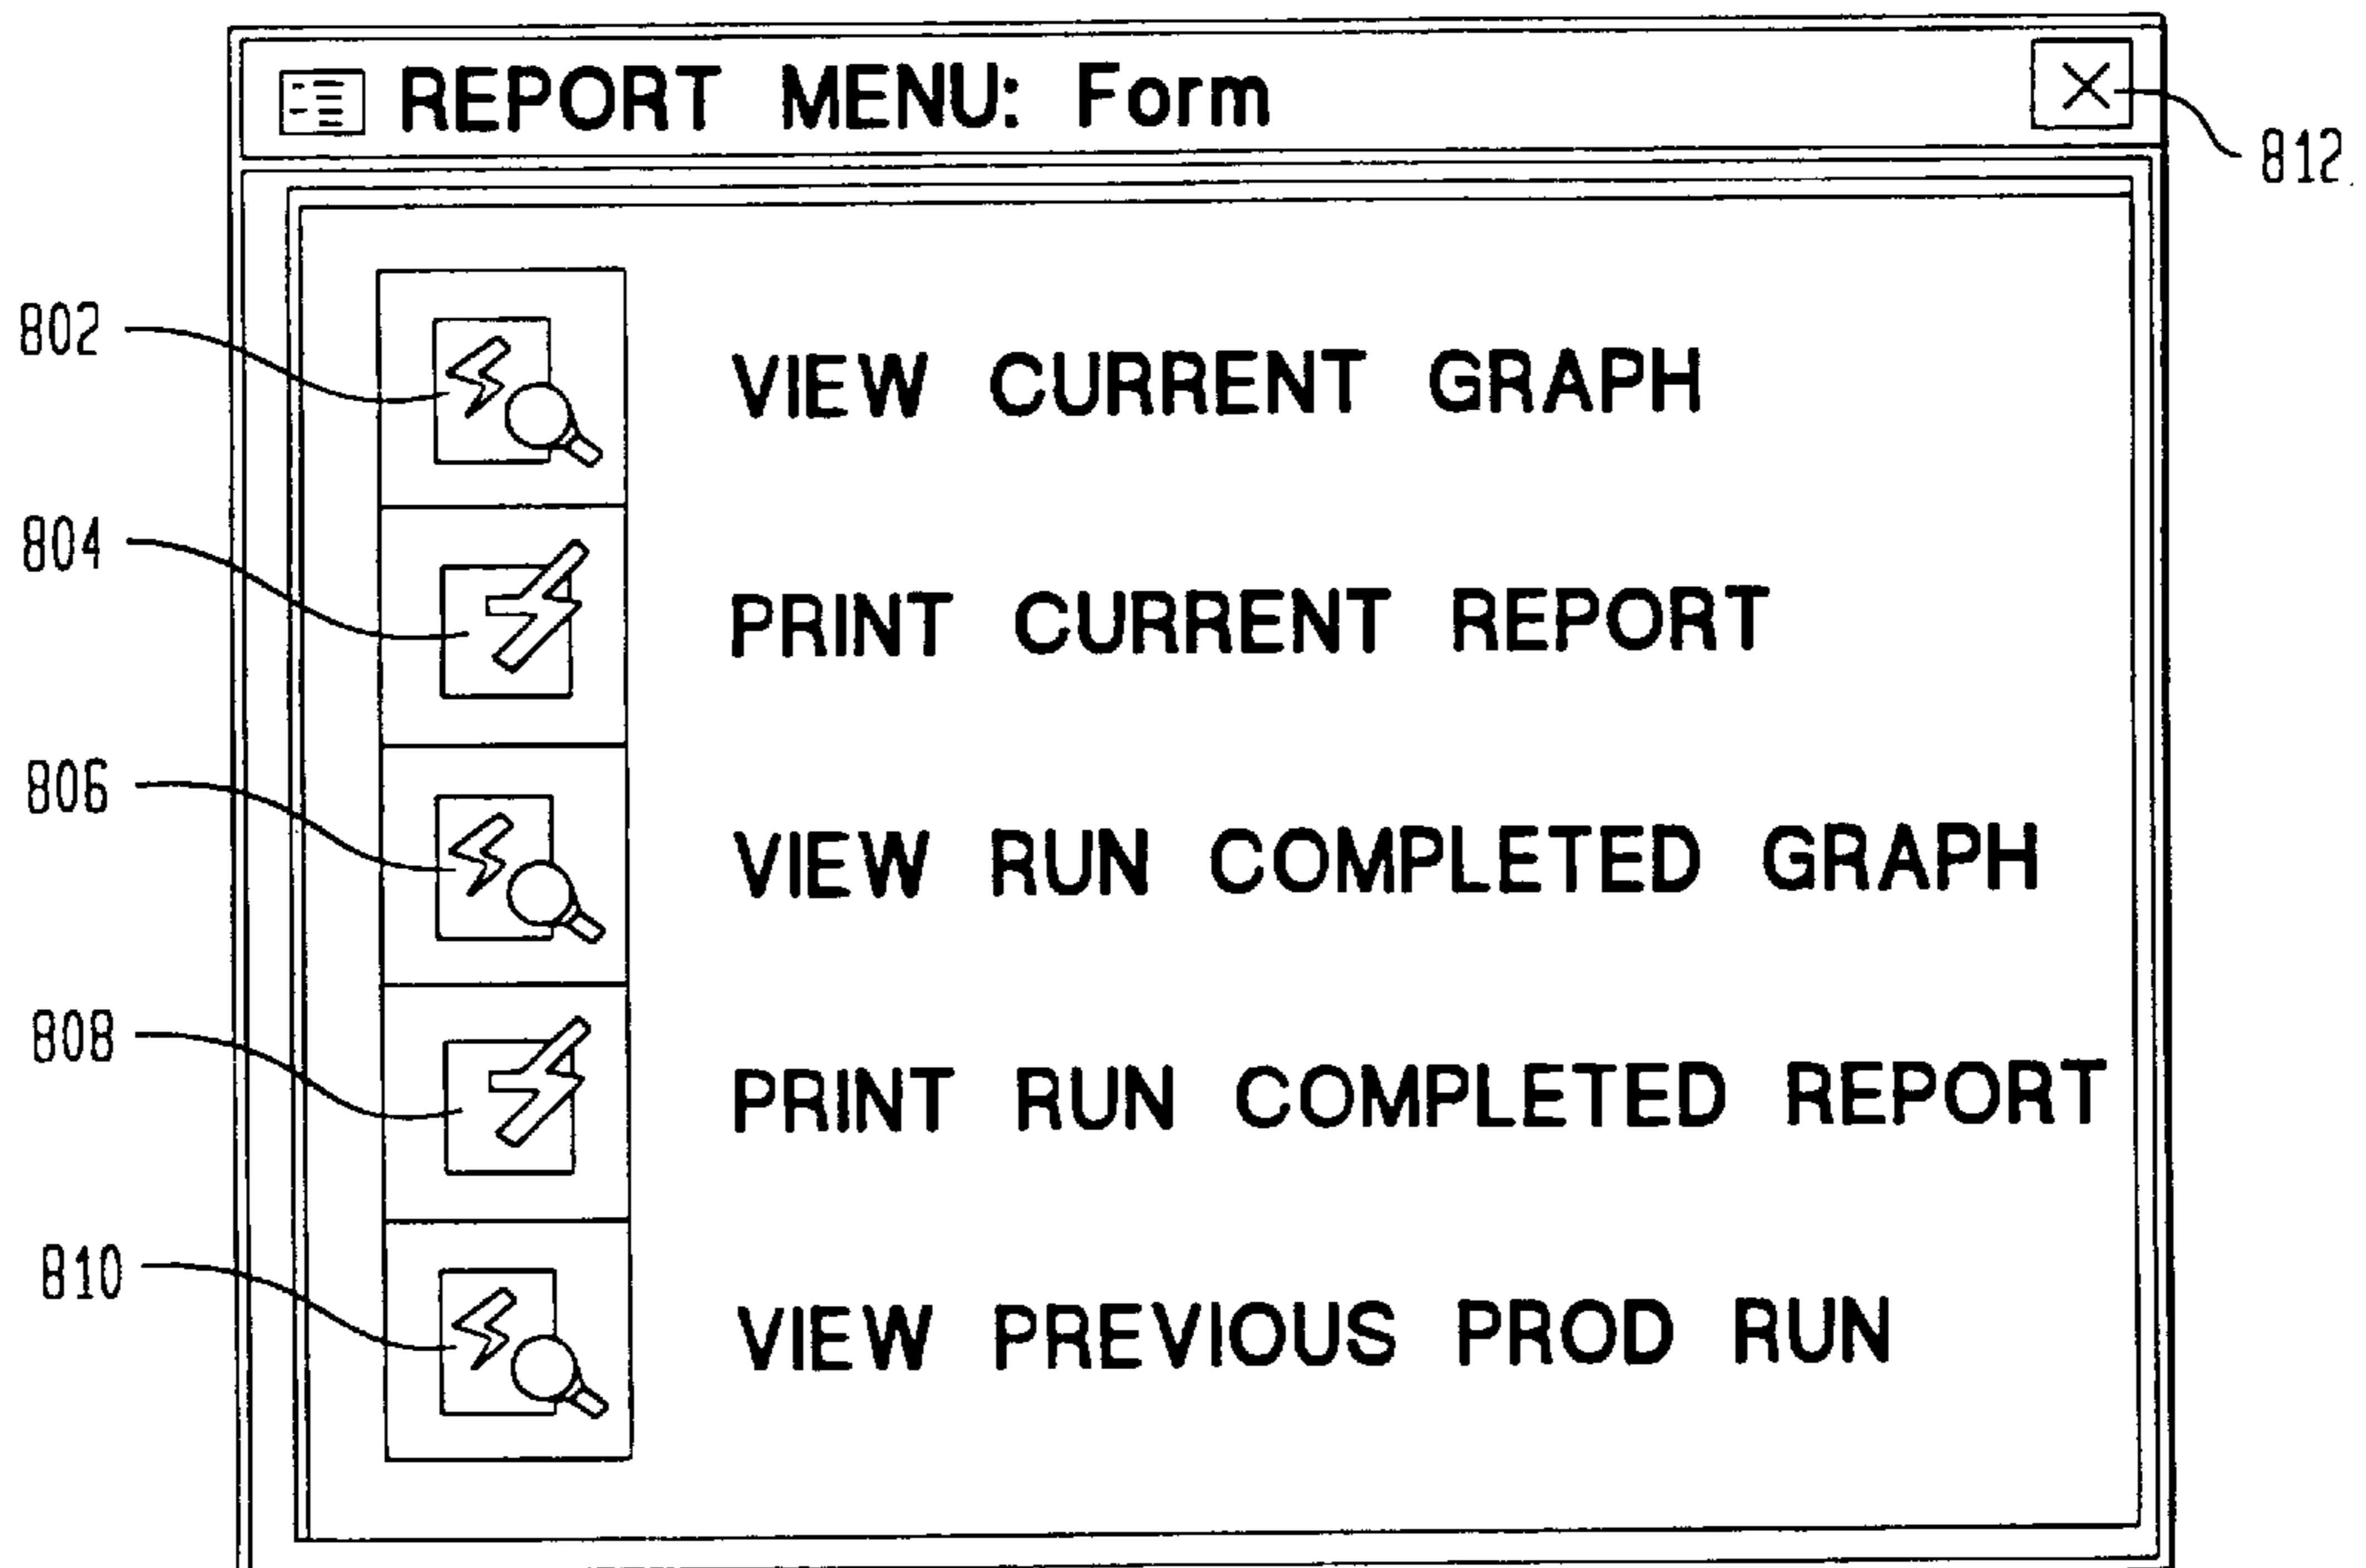 REPORT MENU: Form
812
802
VIEW CURRENT GRAPH
804
PRINT CURRENT REPORT
806
VIEW RUN COMPLETED GRAPH
808
PRINT RUN COMPLETED REPORT
810
VIEW PREVIOUS PROD RUN